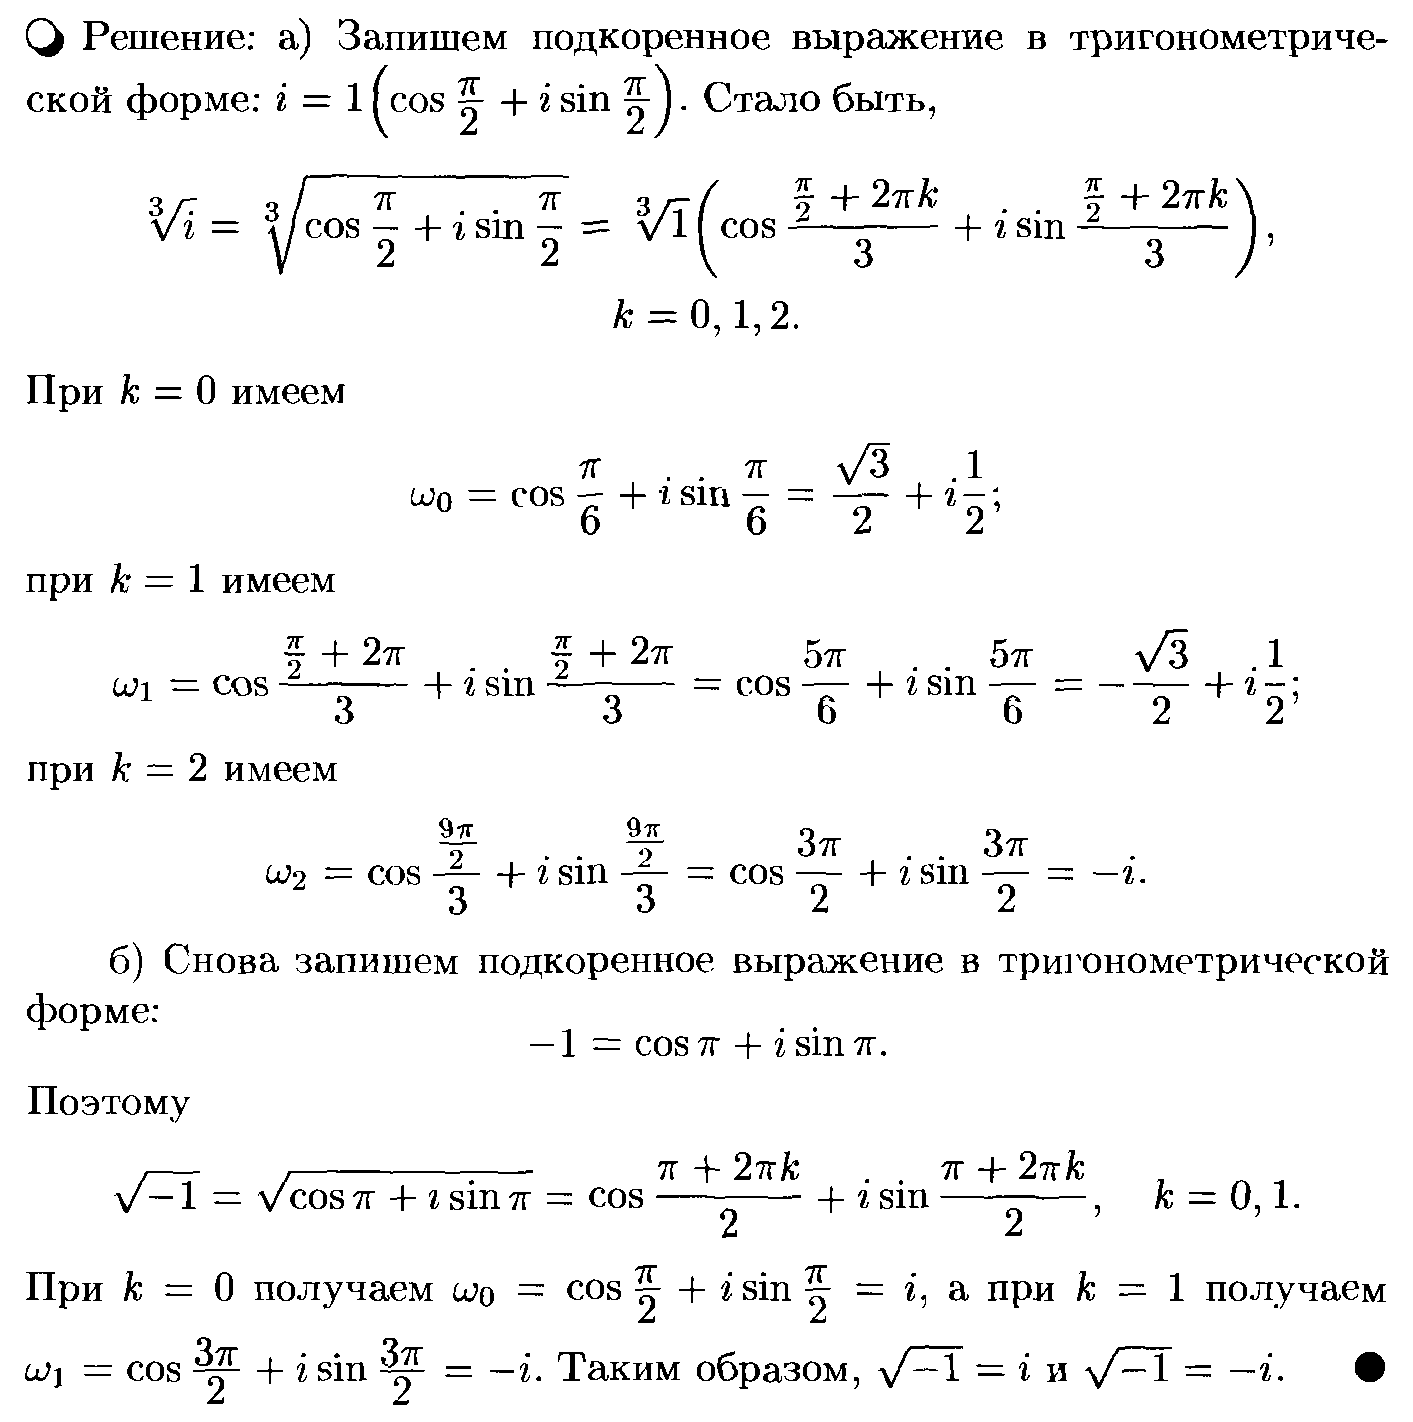 Решение: а) Запишем подкоренное выражение в тригонометриче-
ской форме: i = 1(cos π/2 + i sin π/2). Стало быть,
∛i = ∛(cos π/2 + i sin π/2) = ∛1(cos (π/2 + 2πk)/3 + i sin (π/2 + 2πk)/3),
k = 0, 1, 2.
При k = 0 имеем
ω₀ = cos π/6 + i sin π/6 = √3/2 + i 1/2;
при k = 1 имеем
ω₁ = cos (π/2 + 2π)/3 + i sin (π/2 + 2π)/3 = cos 5π/6 + i sin 5π/6 = −√3/2 + i 1/2;
при k = 2 имеем
ω₂ = cos (9π/2)/3 + i sin (9π/2)/3 = cos 3π/2 + i sin 3π/2 = −i.
б) Снова запишем подкоренное выражение в тригонометрической
форме:
−1 = cos π + i sin π.
Поэтому
√(−1) = √(cos π + i sin π) = cos (π + 2πk)/2 + i sin (π + 2πk)/2, k = 0, 1.
При k = 0 получаем ω₀ = cos π/2 + i sin π/2 = i, а при k = 1 получаем
ω₁ = cos 3π/2 + i sin 3π/2 = −i. Таким образом, √(−1) = i и √(−1) = −i.